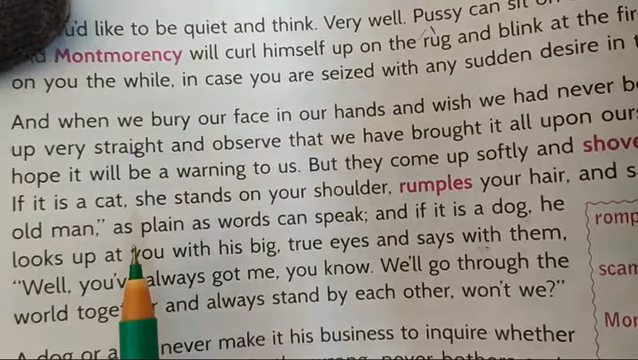 u'd like to be quiet and think. Very well. Pussy can sit
Montmorency will curl himself up on the rug and blink at the
on you the while, in case you are seized with any sudden desire in
And when we bury our face in our hands and wish we had never
up very straight and observe that we have brought it all upon
hope it will be a warning to us. But they come up softly and shove
If it is a cat, she stands on your shoulder, rumples your hair, and
old man," as plain as words can speak; and if it is a dog, he
looks up at you with his big, true eyes and says with them,
"Well, you'v always got me, you know. We'll go through the
world toge and always stand by each other, won't we?"
A dog or a never make it his business to inquire whether
never bothers
romp
scam
Mon